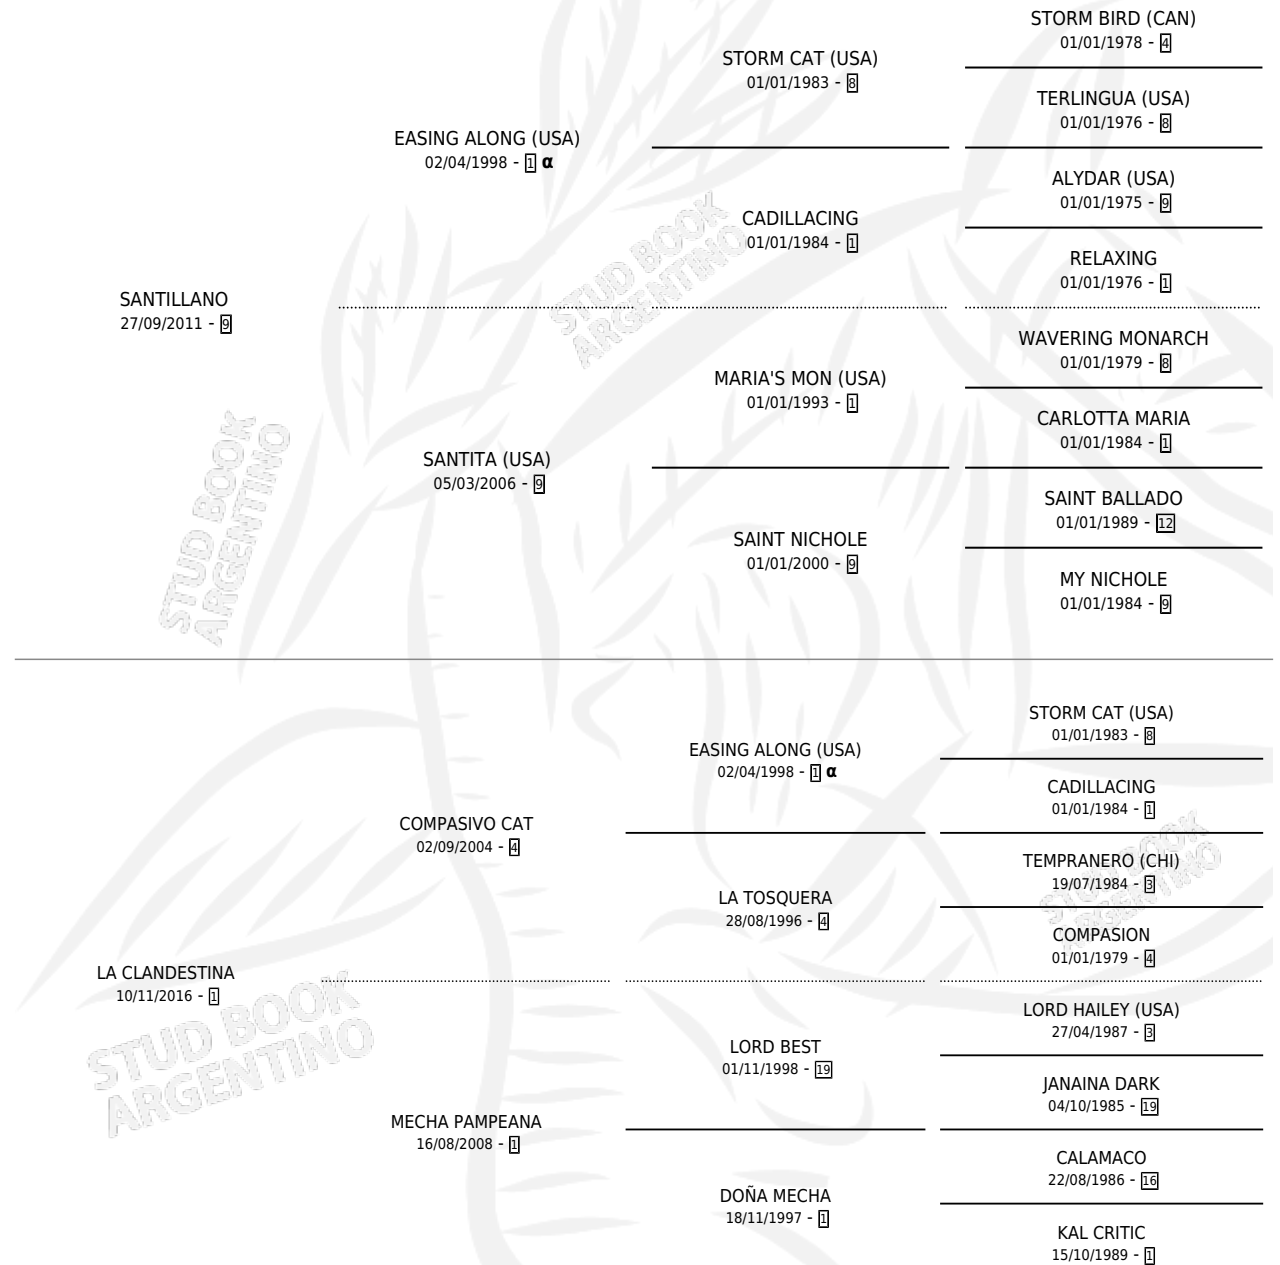 STORM BIRD (CAN)
01/01/1978 - 4
STORM CAT (USA)
01/01/1983 - 8
TERLINGUA (USA)
01/01/1976 - 8
EASING ALONG (USA)
02/04/1998 - 1 α
ALYDAR (USA)
01/01/1975 - 9
CADILLACING
01/01/1984 - 1
RELAXING
01/01/1976 - 1
SANTILLANO
27/09/2011 - 9
WAVERING MONARCH
01/01/1979 - 8
MARIA'S MON (USA)
01/01/1993 - 1
CARLOTTA MARIA
01/01/1984 - 1
SANTITA (USA)
05/03/2006 - 9
SAINT BALLADO
01/01/1989 - 12
SAINT NICHOLE
01/01/2000 - 9
MY NICHOLE
01/01/1984 - 9
STUD BOOK
ARGENTINO
STUD BOOK
ARGENTINO
STORM CAT (USA)
01/01/1983 - 8
EASING ALONG (USA)
02/04/1998 - 1 α
CADILLACING
01/01/1984 - 1
COMPASIVO CAT
02/09/2004 - 4
TEMPRANERO (CHI)
19/07/1984 - 3
LA TOSQUERA
28/08/1996 - 4
COMPASION
01/01/1979 - 4
LA CLANDESTINA
10/11/2016 - 1
LORD HAILEY (USA)
27/04/1987 - 3
LORD BEST
01/11/1998 - 19
JANAINA DARK
04/10/1985 - 19
MECHA PAMPEANA
16/08/2008 - 1
CALAMACO
22/08/1986 - 16
DOÑA MECHA
18/11/1997 - 1
KAL CRITIC
15/10/1989 - 1
STUD BOOK
ARGENTINO
STUD BOOK
ARGENTINO